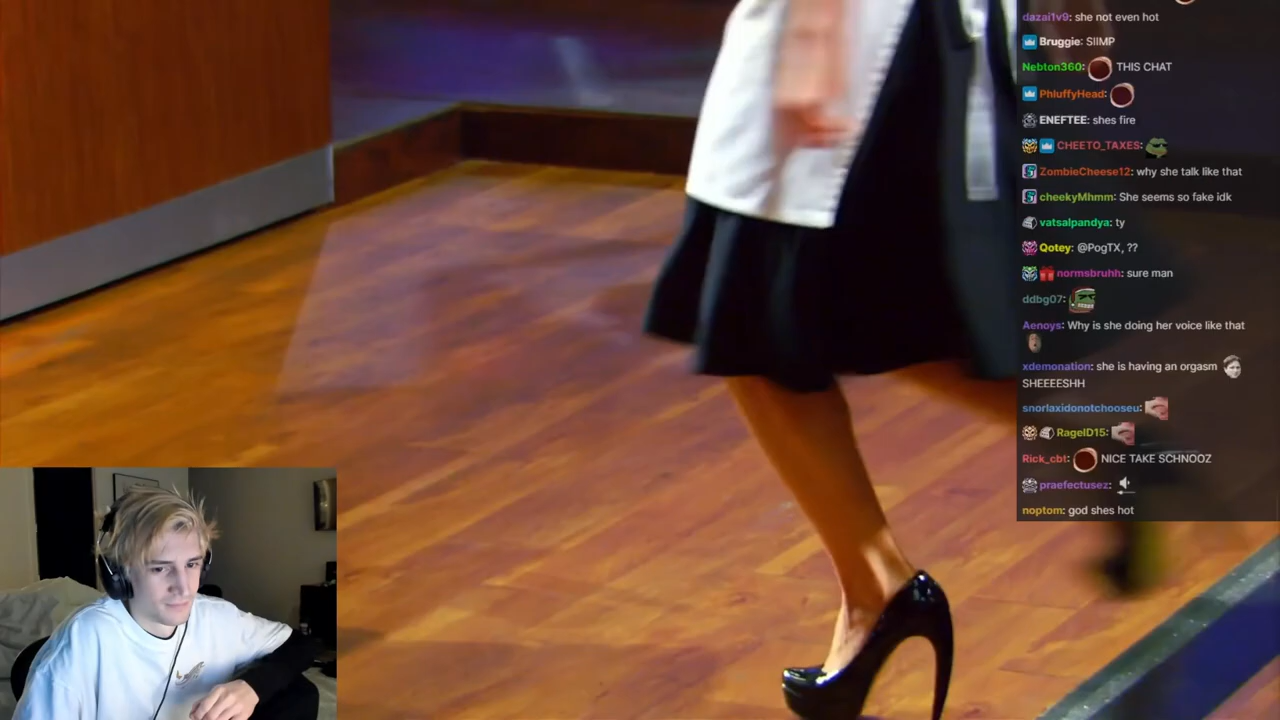 dazai1v9: she not even hot
Bruggie: SIIMP
Nebton360: THIS CHAT
PhluffyHead:
ENEFTEE: shes fire
CHEETO_TAXES:
ZombieCheese12: why she talk like that
cheekyMhmm: She seems so fake idk
vatsalpandya: ty
Qotey: @PogTX, ??
normsbruhh: sure man
ddbg07:
Aenoys: Why is she doing her voice like that
xdemonation: she is having an orgasm
SHEEEESHH
snorlaxidonotchooseu:
RagelD15:
Rick_cbt: NICE TAKE SCHNOOZ
praefectusez:
noptom: god shes hot